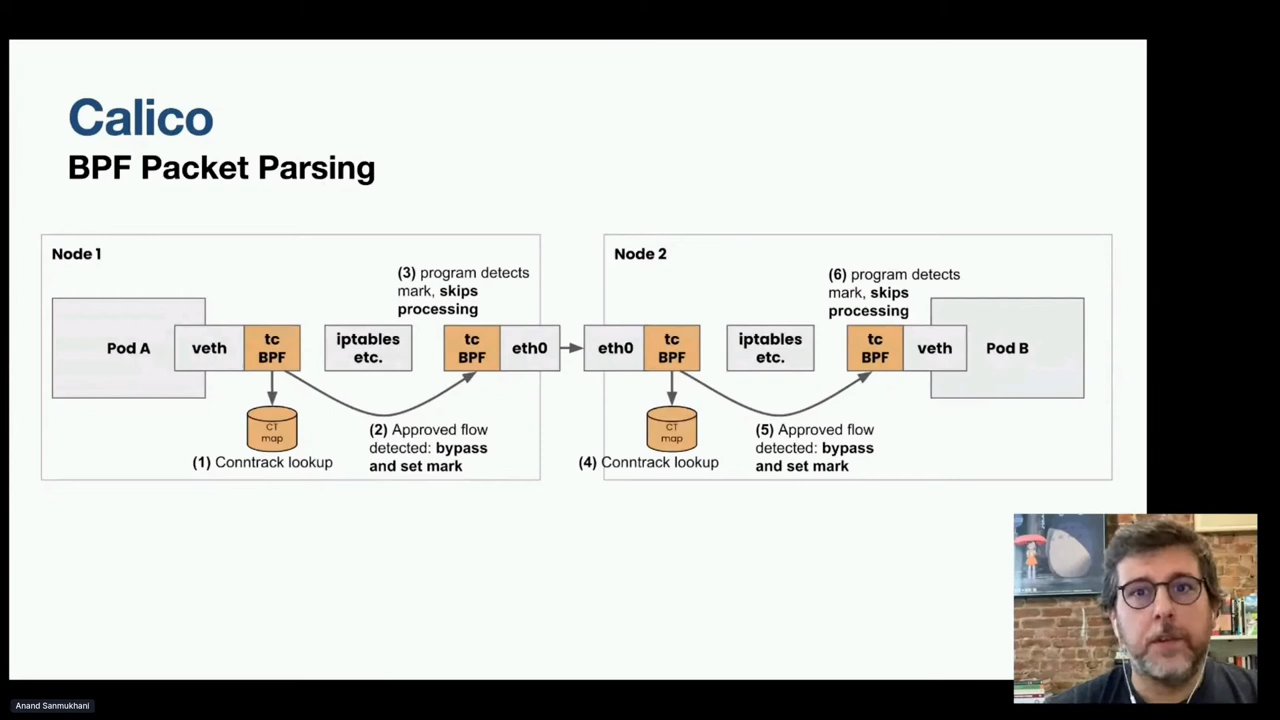 Calico
BPF Packet Parsing
Node 1
(3) program detects
mark, skips
processing
Pod A
veth
tc
BPF
iptables
etc.
tc
BPF
eth0
CT
map
(1) Conntrack lookup
(2) Approved flow
detected: bypass
and set mark
Node 2
(6) program detects
mark, skips
processing
eth0
tc
BPF
iptables
etc.
tc
BPF
veth
Pod B
CT
map
(4) Conntrack lookup
(5) Approved flow
detected: bypass
and set mark
Anand Sanmukhani